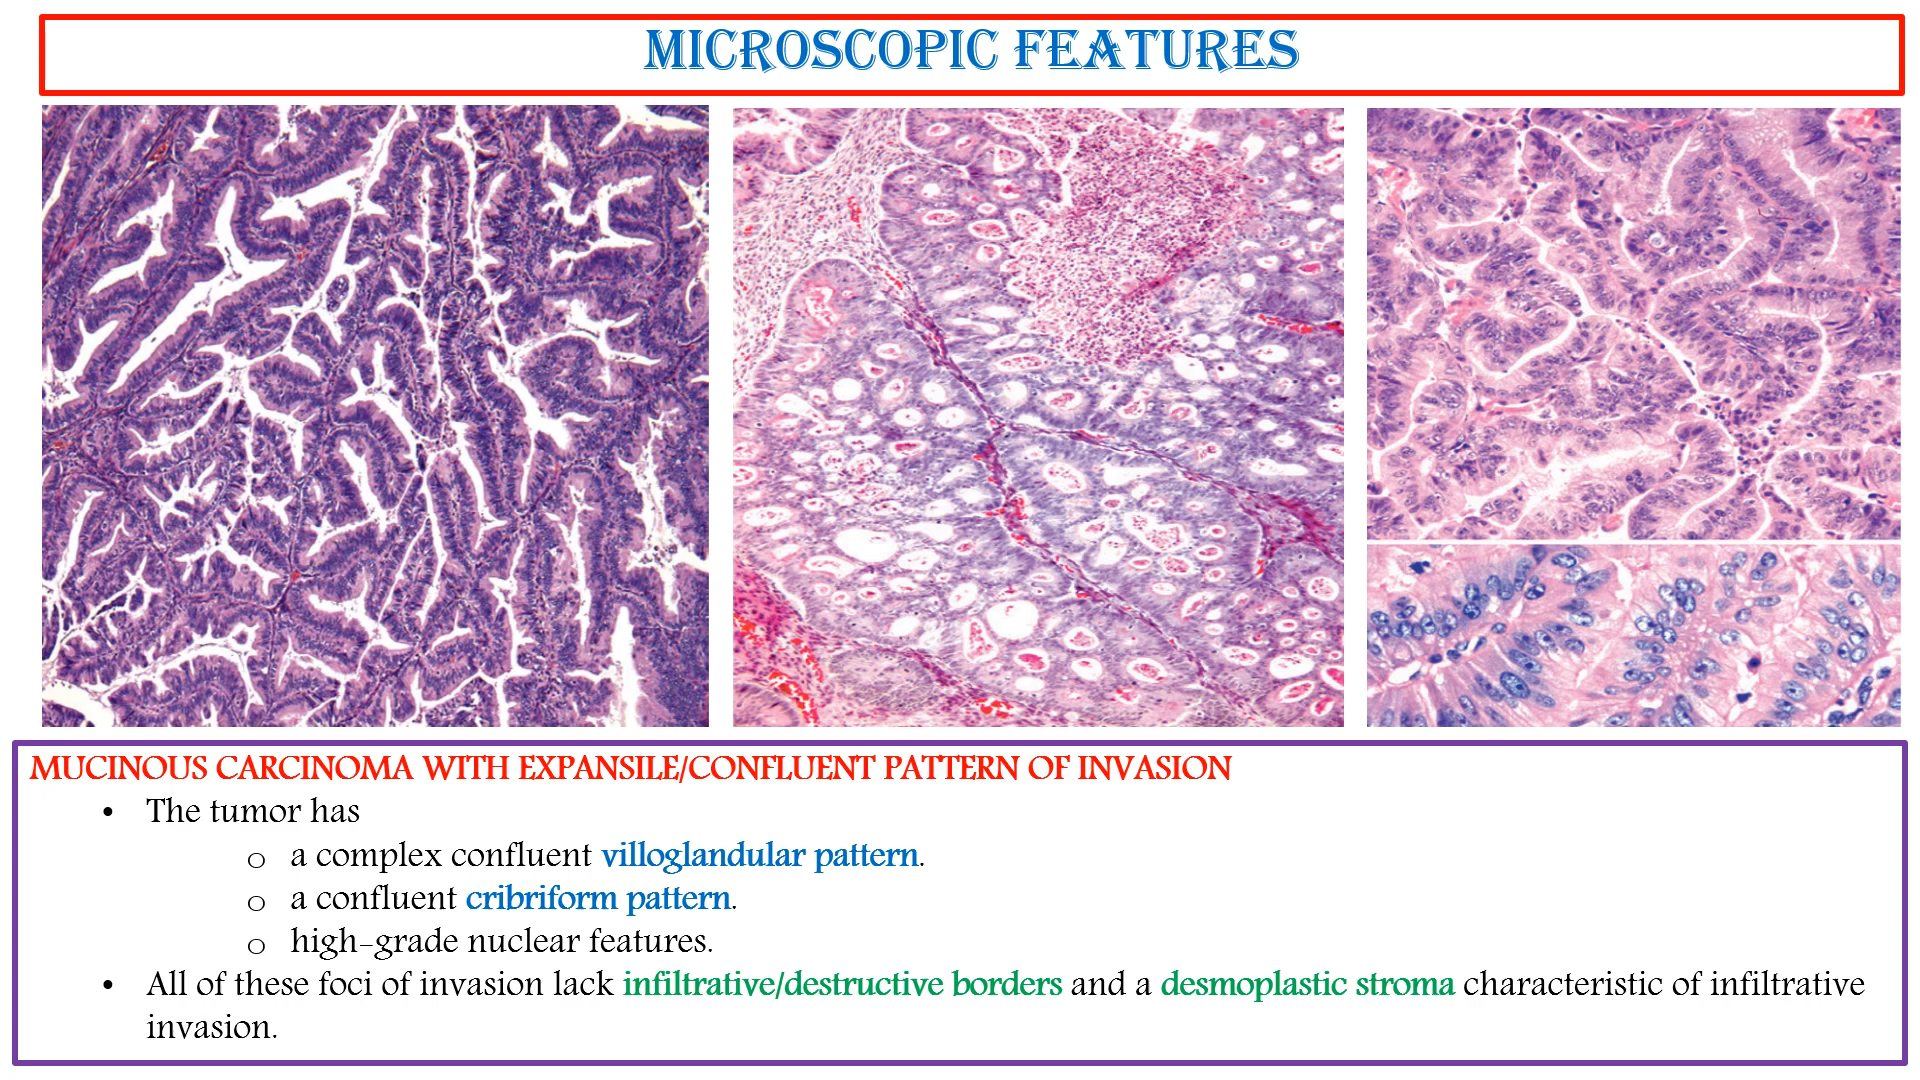 MICROSCOPIC FEATURES
MUCINOUS CARCINOMA WITH EXPANSILE/CONFLUENT PATTERN OF INVASION
• The tumor has
o a complex confluent villoglandular pattern.
o a confluent cribriform pattern.
o high-grade nuclear features.
• All of these foci of invasion lack infiltrative/destructive borders and a desmoplastic stroma characteristic of infiltrative
invasion.